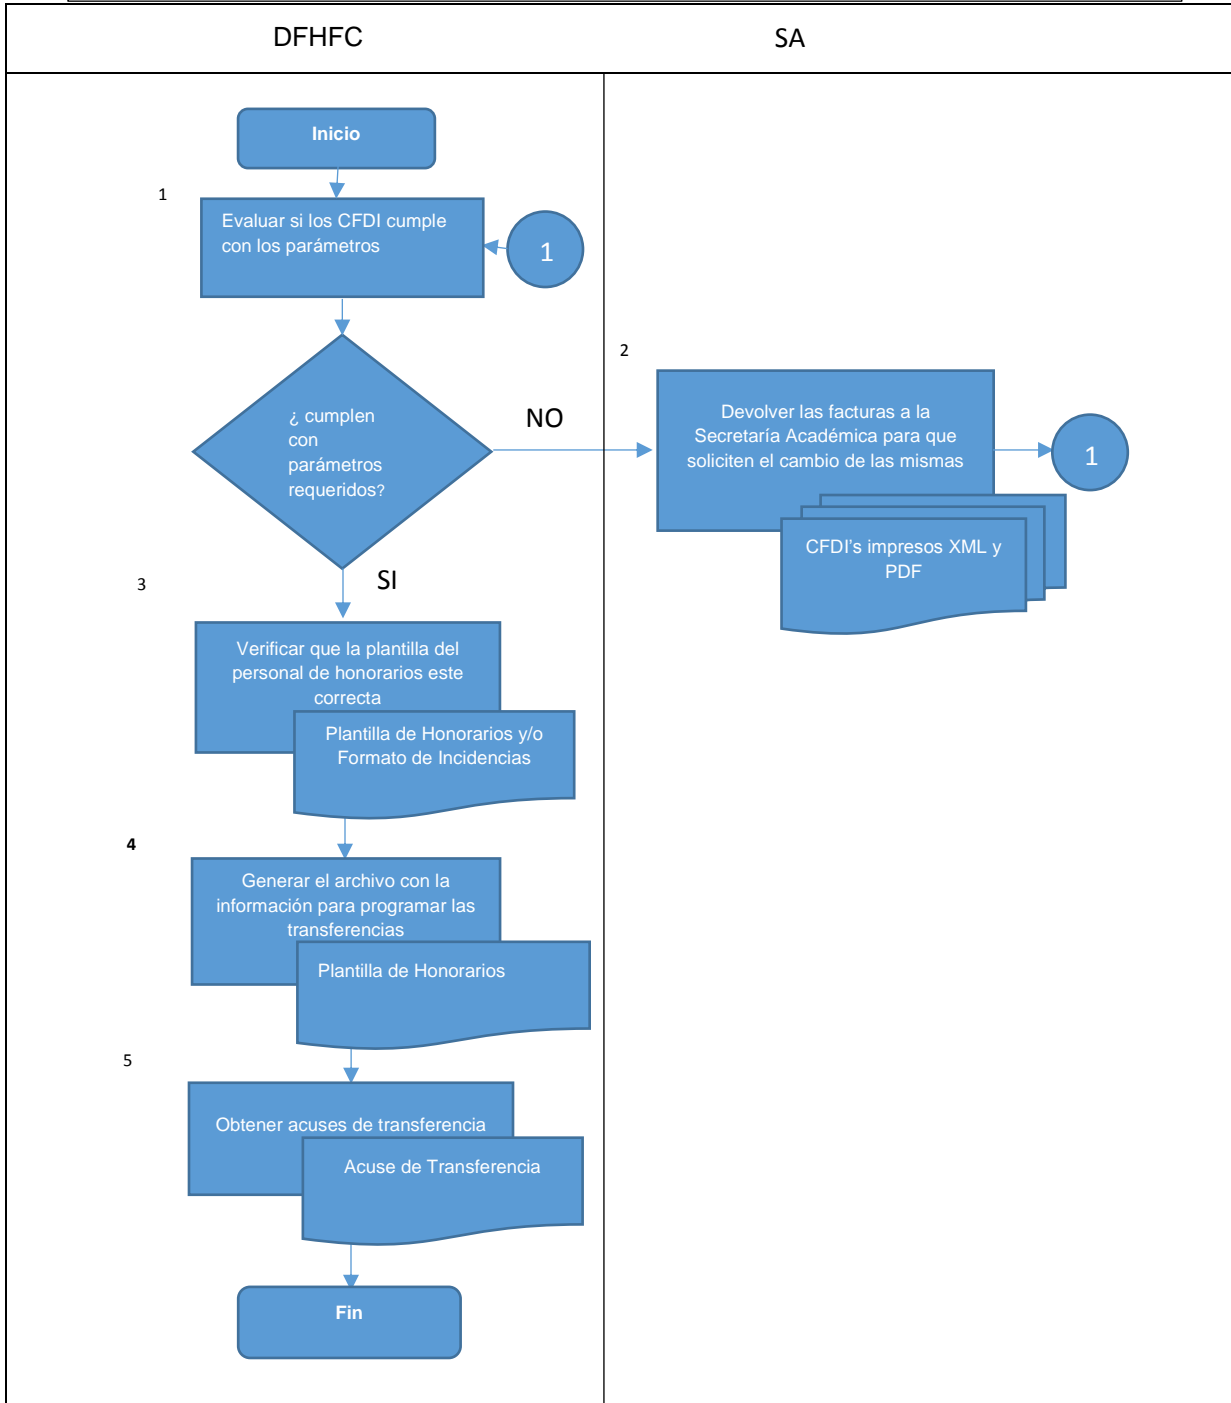 DFHFC
SA
Inicio
1
Evaluar si los CFDI cumple
con los parámetros
1
¿ cumplen
con
parámetros
requeridos?
NO
2
Devolver las facturas a la
Secretaría Académica para que
soliciten el cambio de las mismas
1
CFDI's impresos XML y
PDF
SI
3
Verificar que la plantilla del
personal de honorarios este
correcta
Plantilla de Honorarios y/o
Formato de Incidencias
4
Generar el archivo con la
información para programar las
transferencias
Plantilla de Honorarios
5
Obtener acuses de transferencia
Acuse de Transferencia
Fin